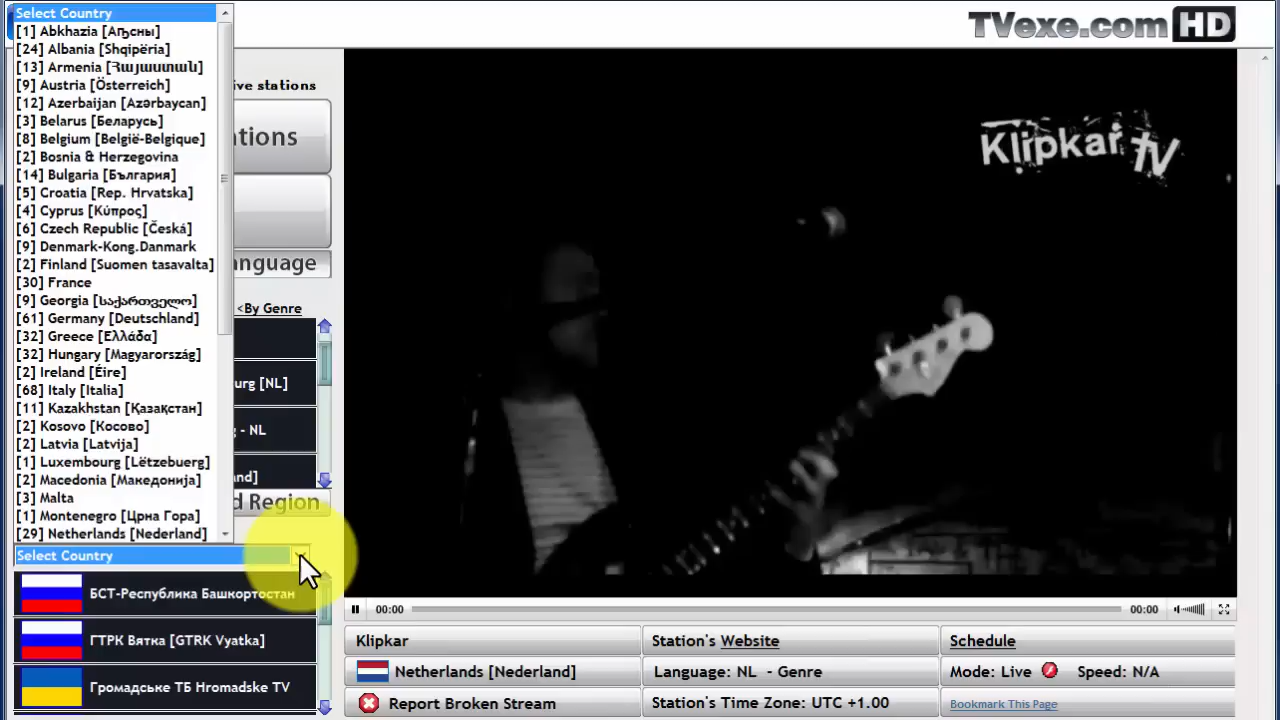 Select Country
[1] Abkhazia [Аҧсны]
[24] Albania [Shqipëria]
[13] Armenia [Հայաստան]
[9] Austria [Österreich]
[12] Azerbaijan [Azərbaycan]
[3] Belarus [Беларусь]
[8] Belgium [België-Belgique]
[2] Bosnia & Herzegovina
[14] Bulgaria [България]
[5] Croatia [Rep. Hrvatska]
[4] Cyprus [Κύπρος]
[6] Czech Republic [Česká]
[9] Denmark-Kong.Danmark
[2] Finland [Suomen tasavalta]
[30] France
[9] Georgia [საქართველო]
[61] Germany [Deutschland]
[32] Greece [Ελλάδα]
[32] Hungary [Magyarország]
[2] Ireland [Éire]
[68] Italy [Italia]
[11] Kazakhstan [Қазақстан]
[2] Kosovo [Косово]
[2] Latvia [Latvija]
[1] Luxembourg [Lëtzebuerg]
[2] Macedonia [Македонија]
[3] Malta
[1] Montenegro [Црна Гора]
[29] Netherlands [Nederland]
Select Country
БСТ-Республика Башкортостан
ГТРК Вятка [GTRK Vyatka]
Громадське ТБ Hromadske TV
ive stations
tions
nguage
<By Genre
urg [NL]
g - NL
nd]
d Region
TVexe.com HD
Klipkar tv
00:00
00:00
Klipkar
Station's Website
Schedule
Netherlands [Nederland]
Language: NL - Genre
Mode: Live
Speed: N/A
Report Broken Stream
Station's Time Zone: UTC +1.00
Bookmark This Page